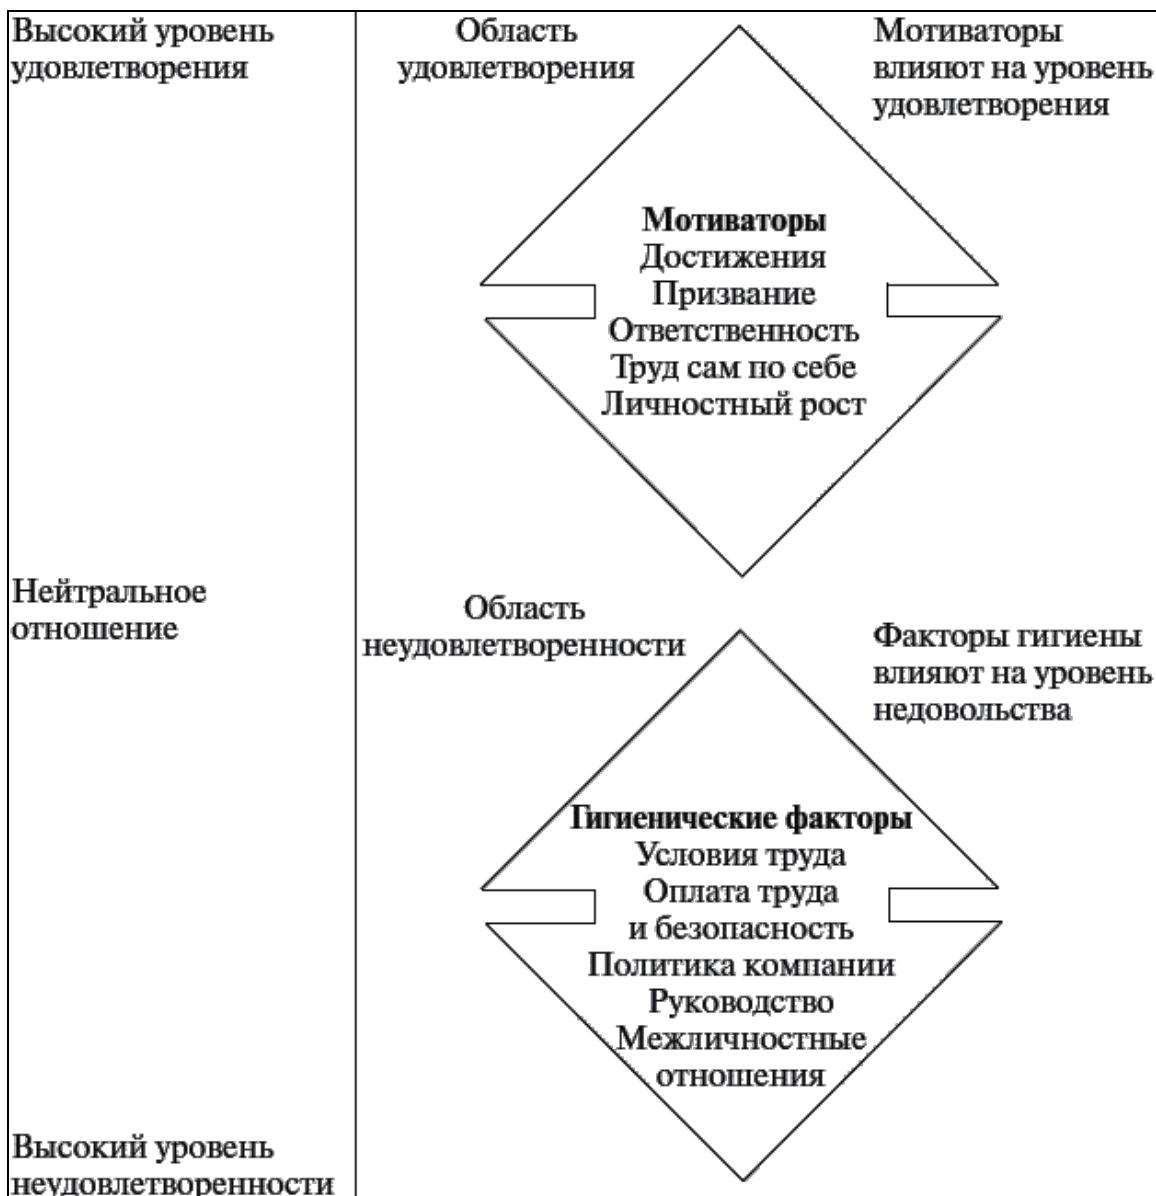 Высокий уровень
удовлетворения
Область
удовлетворения
Мотиваторы
влияют на уровень
удовлетворения
Мотиваторы
Достижения
Призвание
Ответственность
Труд сам по себе
Личностный рост
Нейтральное
отношение
Область
неудовлетворенности
Факторы гигиены
влияют на уровень
недовольства
Гигиенические факторы
Условия труда
Оплата труда
и безопасность
Политика компании
Руководство
Межличностные
отношения
Высокий уровень
неудовлетворенности